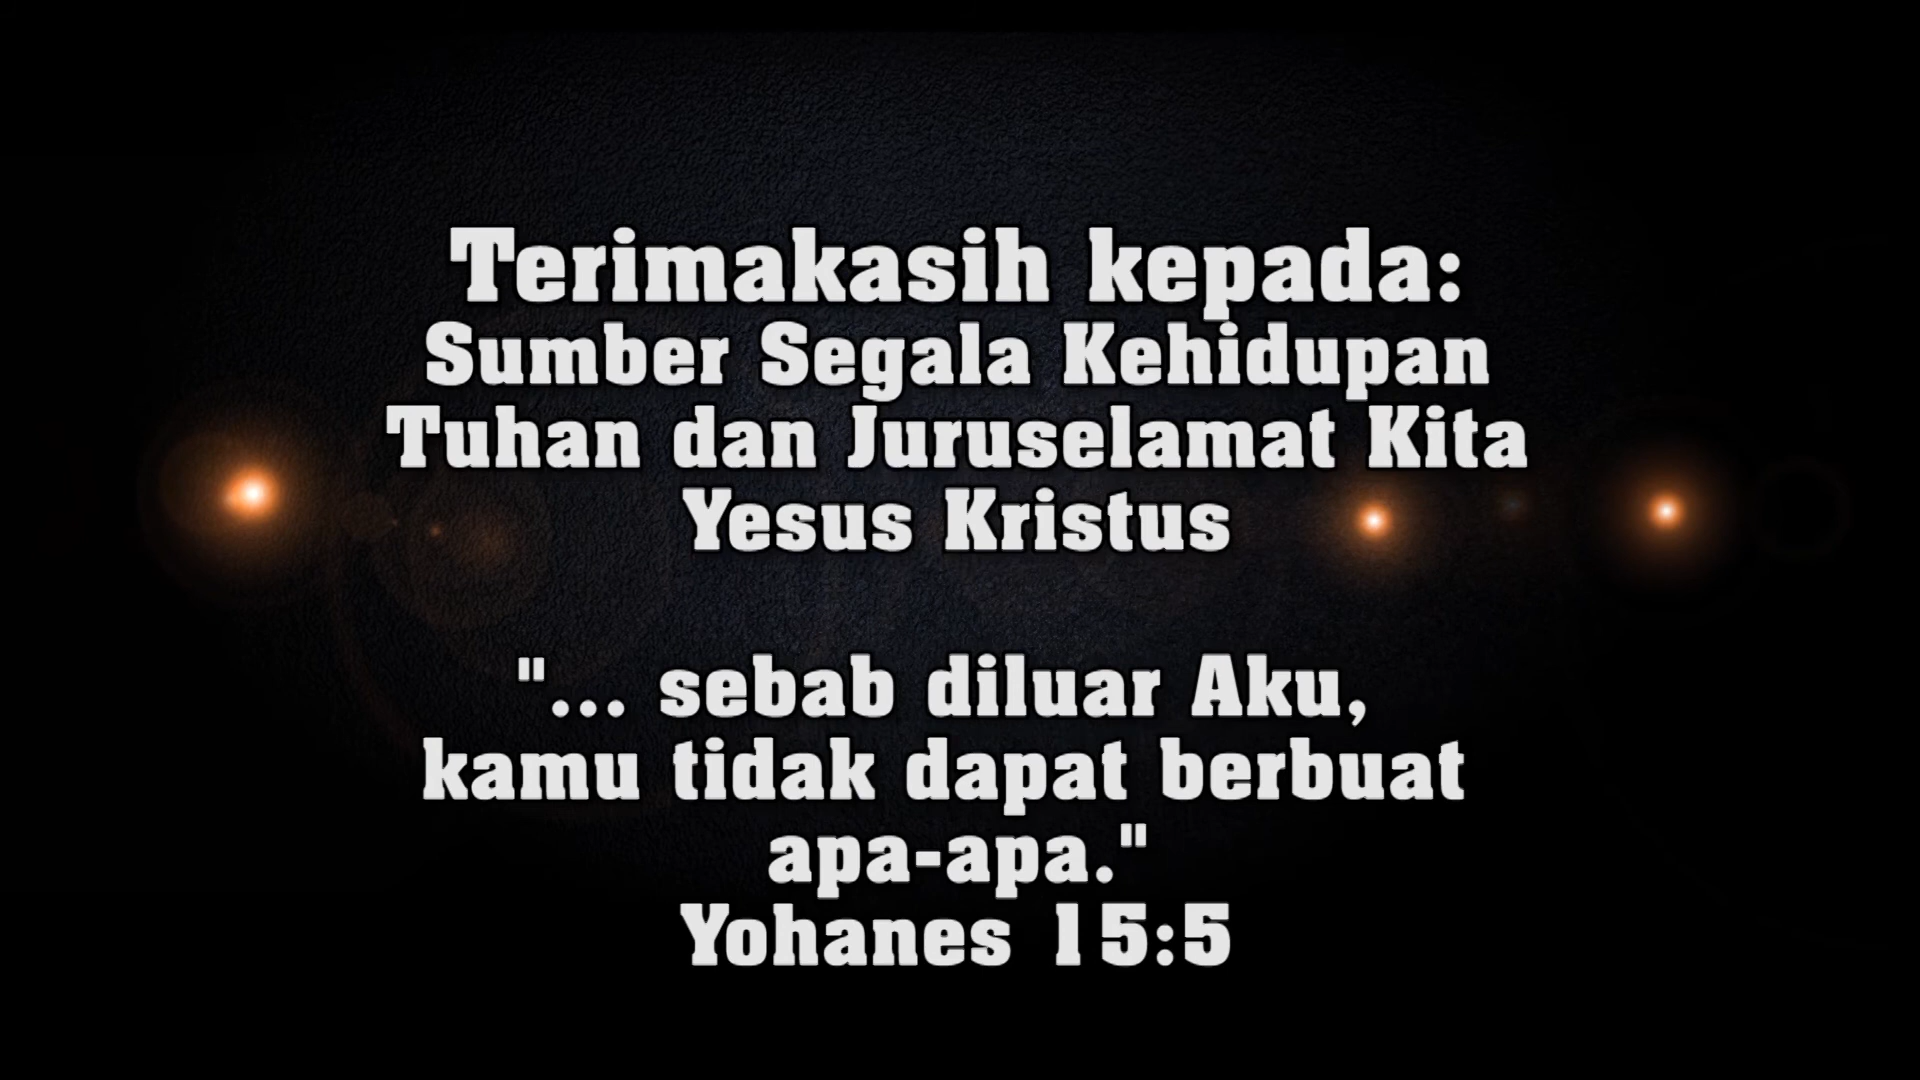 Terimakasih kepada:
Sumber Segala Kehidupan
Tuhan dan Juruselamat Kita
Yesus Kristus
"... sebab diluar Aku,
kamu tidak dapat berbuat
apa-apa."
Yohanes 15:5